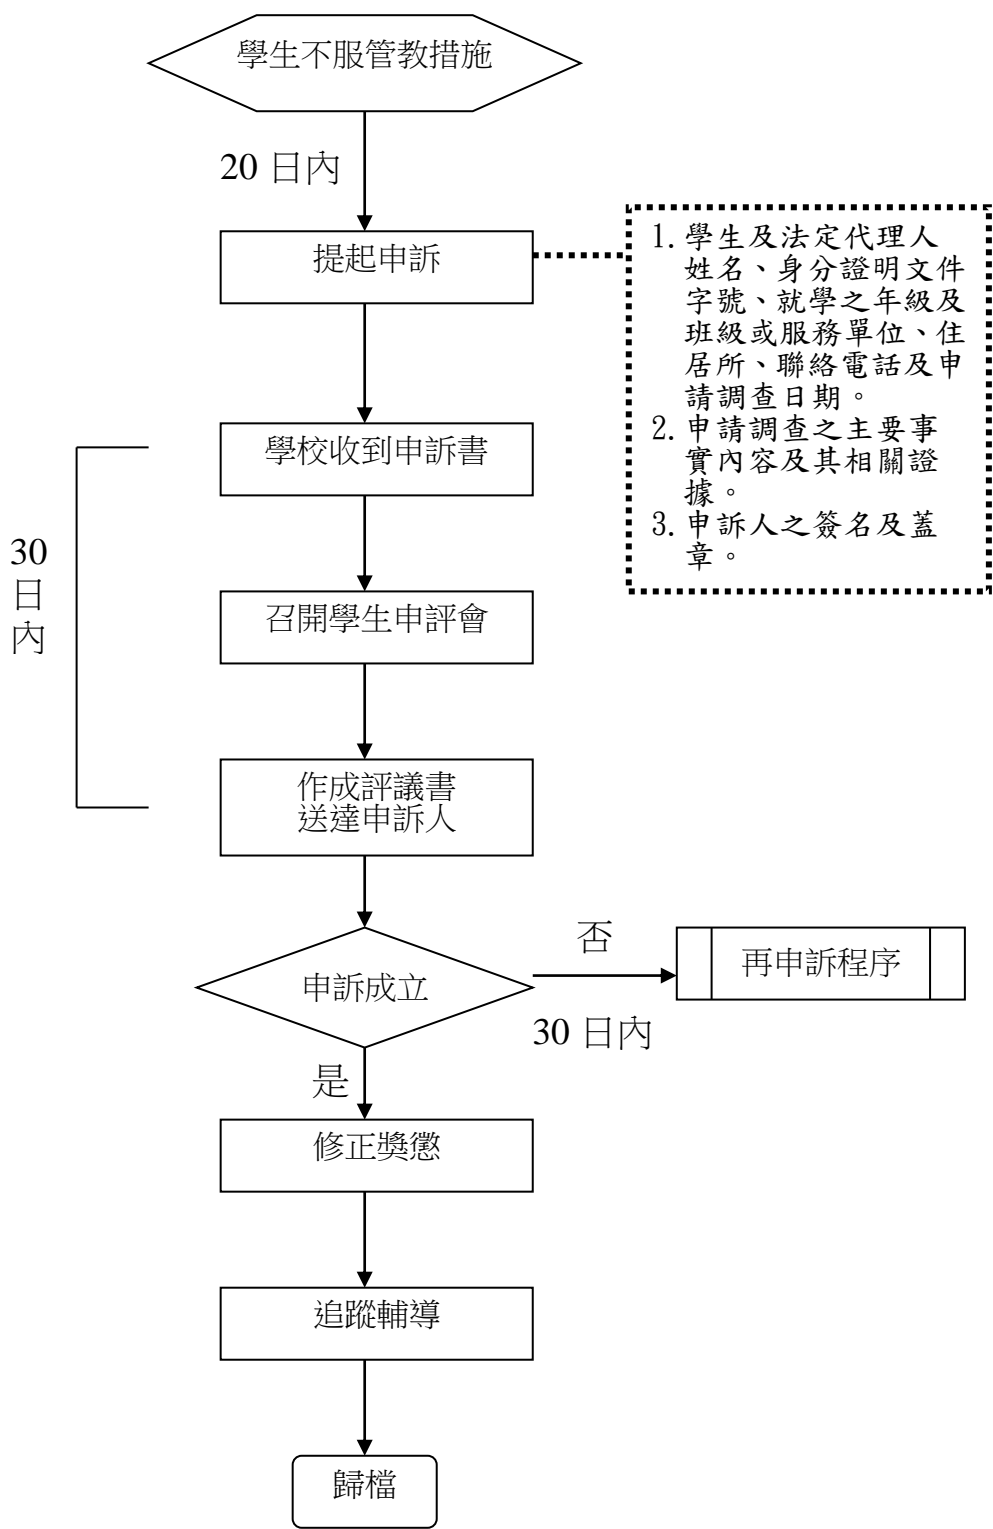 學生不服管教措施
20 日內
提起申訴
1. 學生及法定代理人
姓名、身分證明文件
字號、就學之年級及
班級或服務單位、住
居所、聯絡電話及申
請調查日期。
2. 申請調查之主要事
實內容及其相關證
據。
3. 申訴人之簽名及蓋
章。
學校收到申訴書
30
日
內
召開學生申評會
作成評議書
送達申訴人
申訴成立
否
30 日內
再申訴程序
是
修正獎懲
追蹤輔導
歸檔